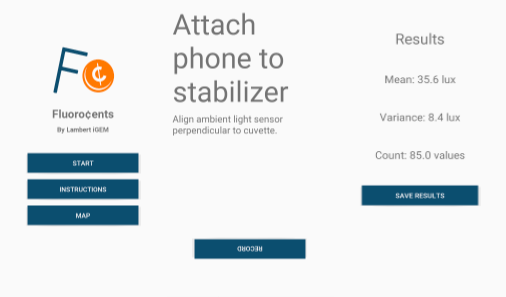 F¢
Fluoro¢ents
By Lambert iGEM
START
INSTRUCTIONS
MAP
Attach
phone to
stabilizer
Align ambient light sensor
perpendicular to cuvette.
RECORD
Results
Mean: 35.6 lux
Variance: 8.4 lux
Count: 85.0 values
SAVE RESULTS